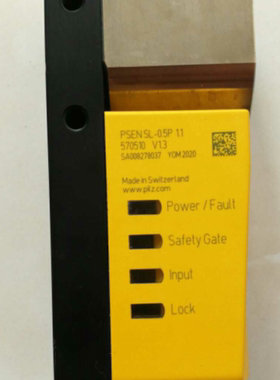 PSEN SL-0.5P 1.1
570510 V1.3
SA008278037 YOM 2020
Made in Switzerland
www.pilz.com
Power / Fault
Safety Gate
Input
Lock